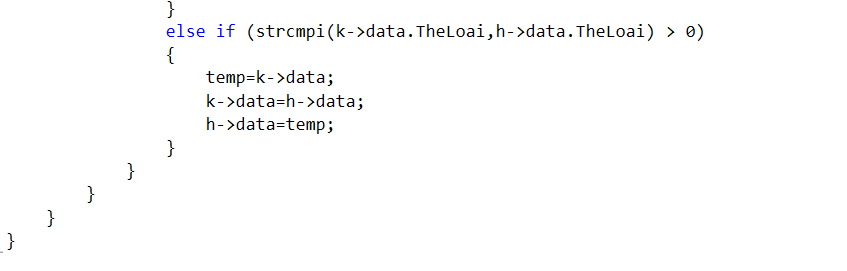 }
else if (strcmpi(k->data.TheLoai,h->data.TheLoai) > 0)
{
temp=k->data;
k->data=h->data;
h->data=temp;
}
}
}
}
}